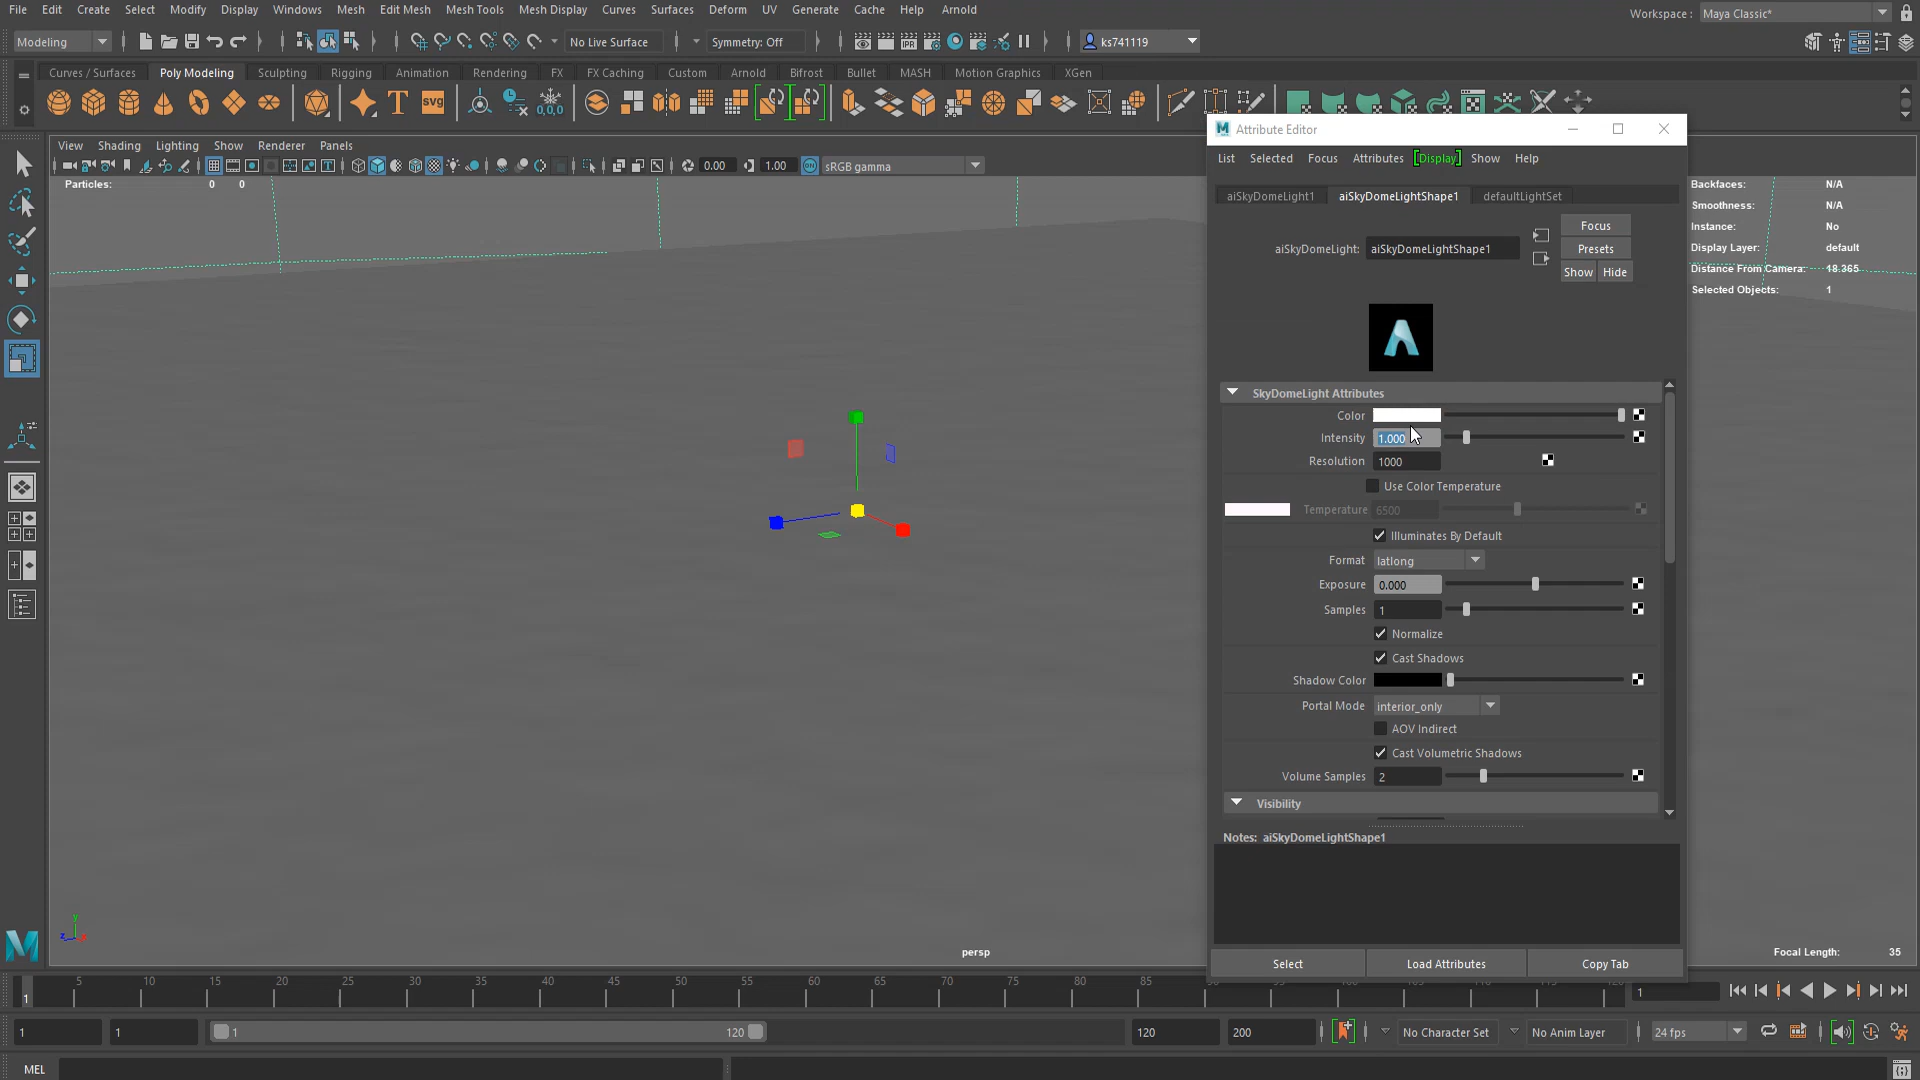 File Edit Create Select Modify Display Windows Mesh Edit Mesh Mesh Tools Mesh Display Curves Surfaces Deform UV Generate Cache Help Arnold
Workspace : Maya Classic*
Modeling No Live Surface Symmetry: Off IPR ks741119
Curves / Surfaces Poly Modeling Sculpting Rigging Animation Rendering FX FX Caching Custom Arnold Bifrost Bullet MASH Motion Graphics XGen
T SVG 0,0,0
Attribute Editor
View Shading Lighting Show Renderer Panels
List Selected Focus Attributes Display Show Help
0.00 1.00 sRGB gamma
Particles: 0 0
Backfaces: N/A
Smoothness: N/A
Instance: No
Display Layer: default
Distance From Camera: 18.365
Selected Objects: 1
aiSkyDomeLight1 aiSkyDomeLightShape1 defaultLightSet
aiSkyDomeLight: aiSkyDomeLightShape1
Focus
Presets
Show Hide
SkyDomeLight Attributes
Color
Intensity 1.000
Resolution 1000
Use Color Temperature
Temperature 6500
Illuminates By Default
Format latlong
Exposure 0.000
Samples 1
Normalize
Cast Shadows
Shadow Color
Portal Mode interior_only
AOV Indirect
Cast Volumetric Shadows
Volume Samples 2
Visibility
Notes: aiSkyDomeLightShape1
Select Load Attributes Copy Tab
y
z x
persp
Focal Length: 35
5 10 15 20 25 30 35 40 45 50 55 60 65 70 75 80 85
1 1
1 1 1 120 120 200 No Character Set No Anim Layer 24 fps
MEL